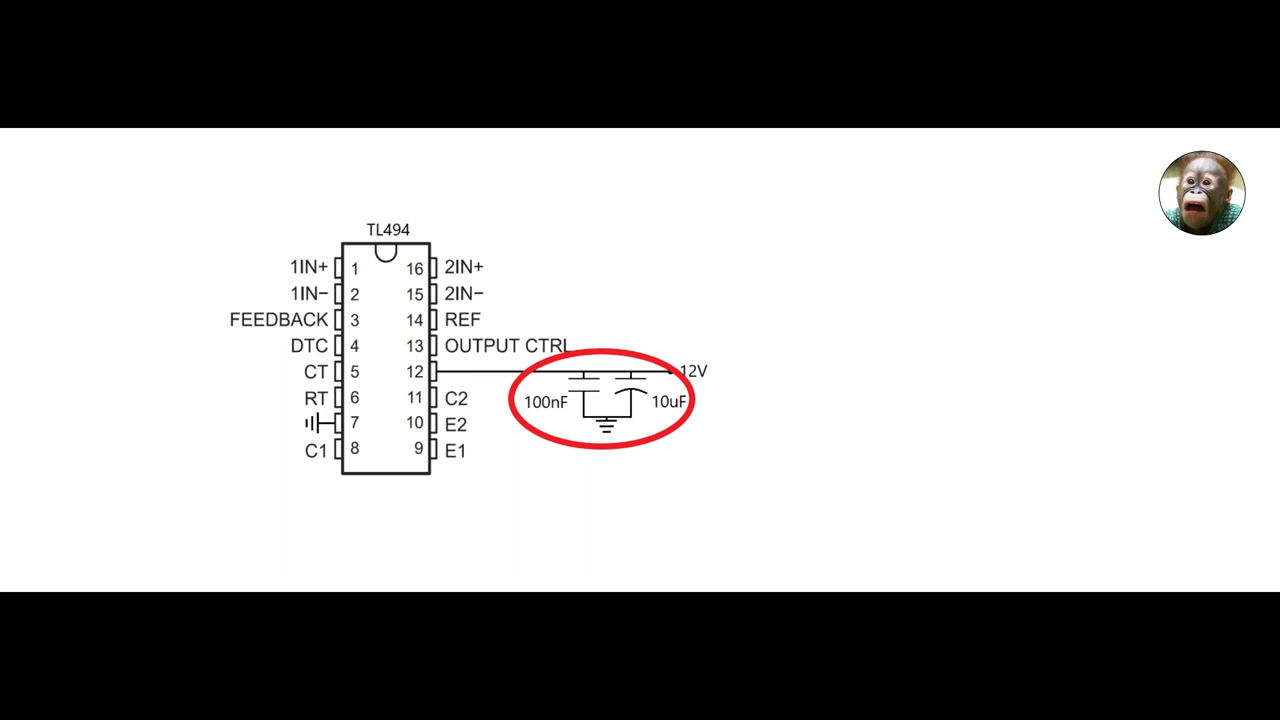 TL494
1IN+ 1 16 2IN+
1IN− 2 15 2IN−
FEEDBACK 3 14 REF
DTC 4 13 OUTPUT CTRL
CT 5 12 12V
RT 6 11 C2 100nF 10uF
7 10 E2
C1 8 9 E1